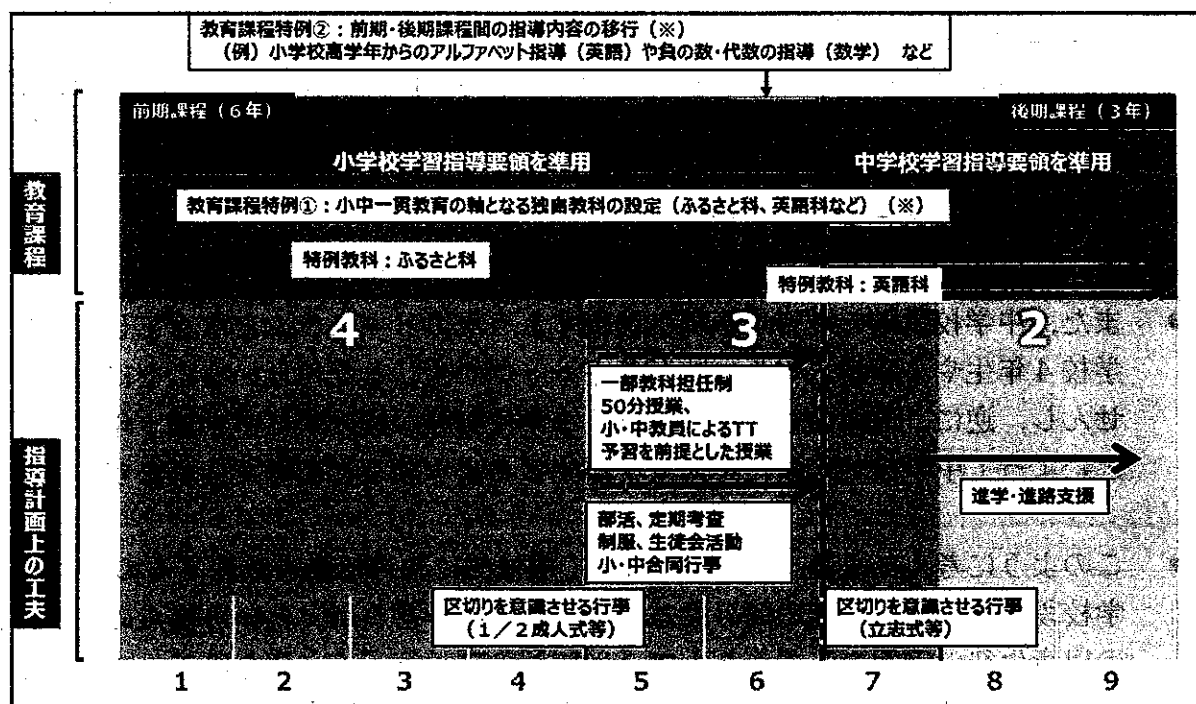 教育課程特例②：前期・後期課程間の指導内容の移行（※）
（例）小学校高学年からのアルファベット指導（英語）や負の数・代数の指導（数学） など
教育課程
前期課程（６年）
後期課程（３年）
小学校学習指導要領を準用
中学校学習指導要領を準用
教育課程特例①：小中一貫教育の軸となる独自教科の設定（ふるさと科、英語科など）（※）
特例教科：ふるさと科
特例教科：英語科
指導計画上の工夫
4
3
2
一部教科担任制
50分授業、
小・中教員によるTT
予習を前提とした授業
進学・進路支援
部活、定期考査
制服、生徒会活動
小・中合同行事
区切りを意識させる行事
（１／２成人式等）
区切りを意識させる行事
（立志式等）
1 2 3 4 5 6 7 8 9